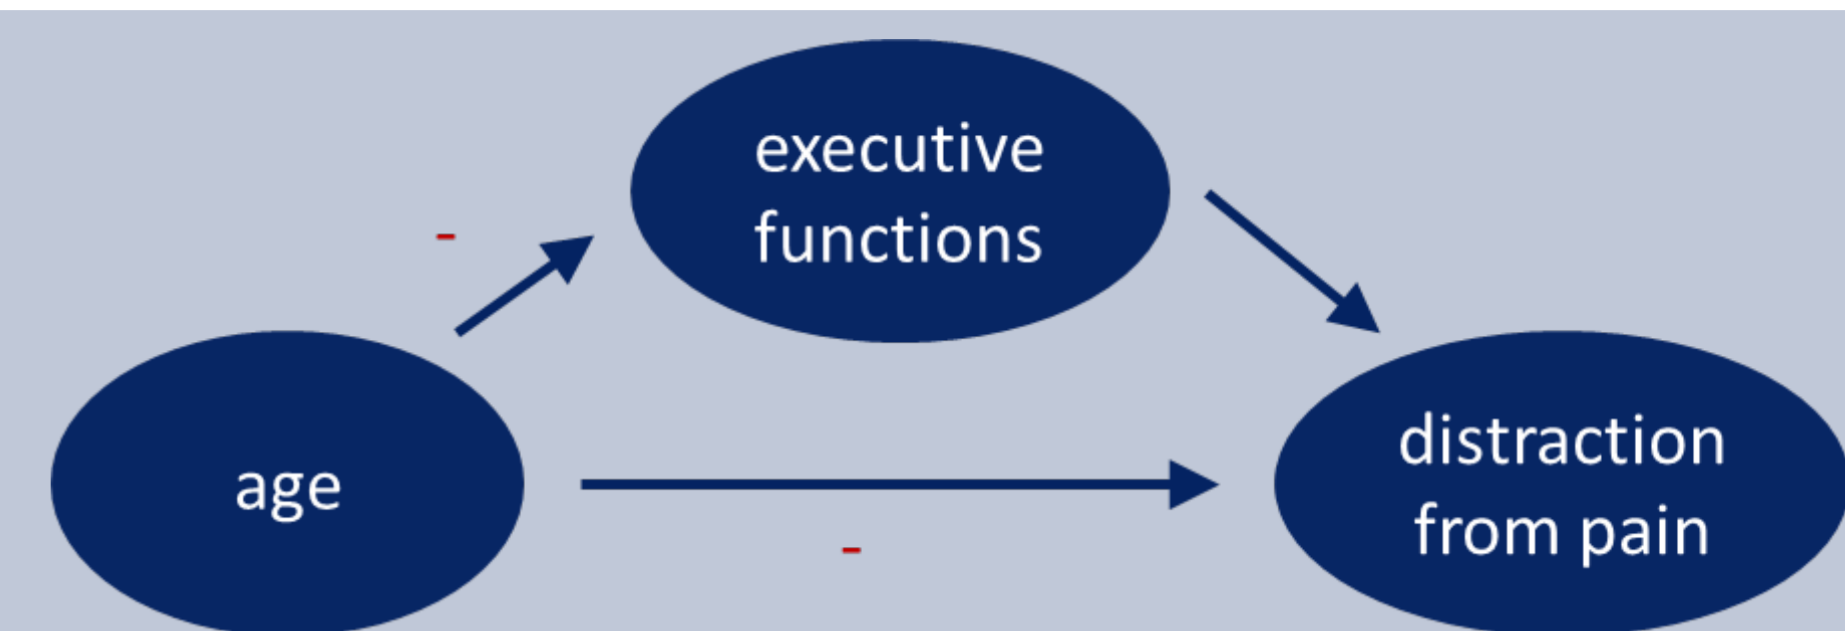 executive
functions
-
age
-
distraction
from pain